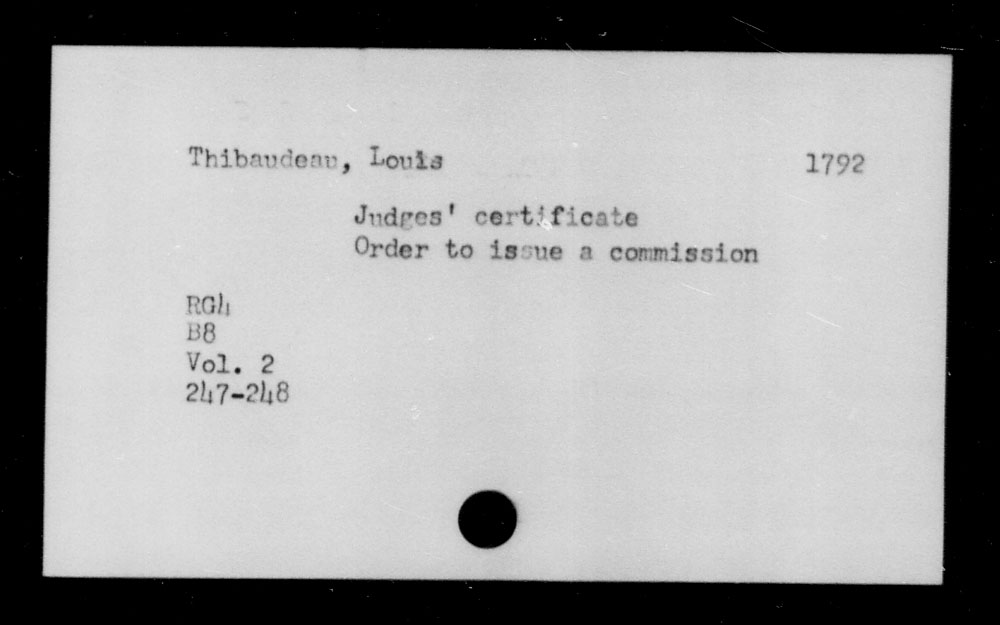 Thibaudeau, Louis 1792
Judges' certificate
Order to issue a commission
RG4
B8
Vol. 2
247-248